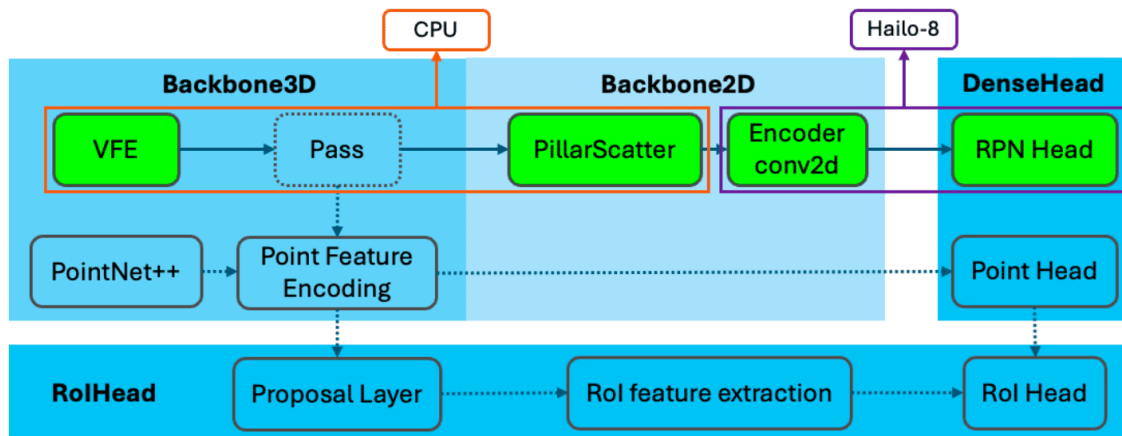 CPU
Hailo-8
Backbone3D
Backbone2D
DenseHead
VFE
Pass
PillarScatter
Encoder
conv2d
RPN Head
PointNet++
Point Feature
Encoding
Point Head
RoIHead
Proposal Layer
RoI feature extraction
RoI Head